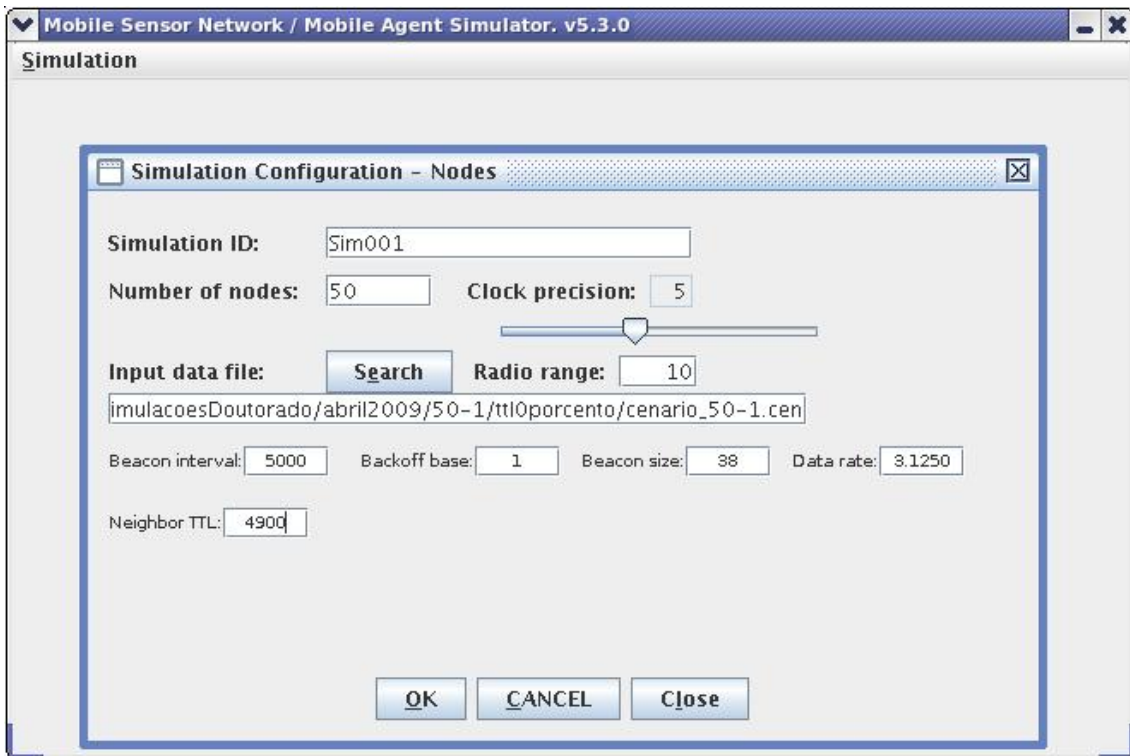 Mobile Sensor Network / Mobile Agent Simulator. v5.3.0
Simulation
Simulation Configuration - Nodes
Simulation ID: Sim001
Number of nodes: 50 Clock precision: 5
Input data file: Search Radio range: 10
imulacoesDoutorado/abril2009/50-1/ttl0porcento/cenario_50-1.cen
Beacon interval: 5000 Backoff base: 1 Beacon size: 38 Data rate: 3.1250
Neighbor TTL: 4900
OK CANCEL Close